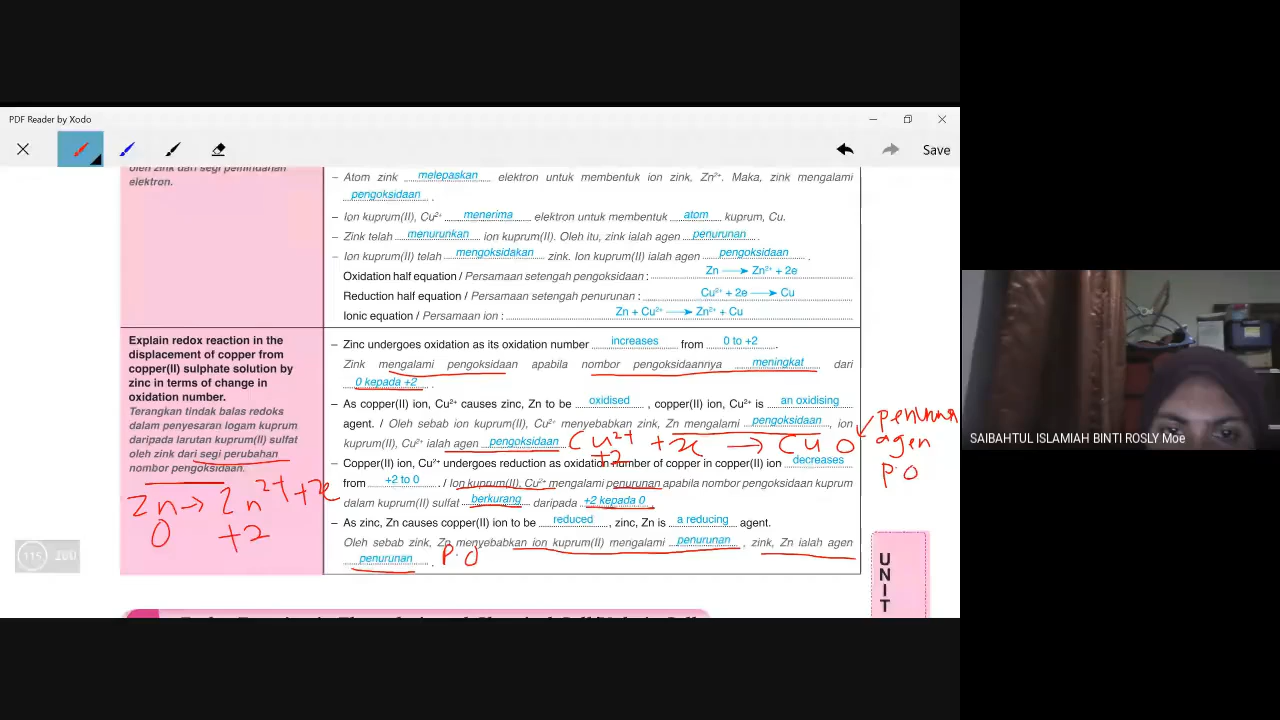 PDF Reader by Xodo
Save
oleh zink dari segi pemindahan
elektron.
– Atom zink melepaskan elektron untuk membentuk ion zink, Zn²⁺. Maka, zink mengalami
pengoksidaan .
– Ion kuprum(II), Cu²⁺ menerima elektron untuk membentuk atom kuprum, Cu.
– Zink telah menurunkan ion kuprum(II). Oleh itu, zink ialah agen penurunan .
– Ion kuprum(II) telah mengoksidakan zink. Ion kuprum(II) ialah agen pengoksidaan .
Oxidation half equation / Persamaan setengah pengoksidaan : Zn → Zn²⁺ + 2e
Reduction half equation / Persamaan setengah penurunan : Cu²⁺ + 2e → Cu
Ionic equation / Persamaan ion : Zn + Cu²⁺ → Zn²⁺ + Cu
Explain redox reaction in the
displacement of copper from
copper(II) sulphate solution by
zinc in terms of change in
oxidation number.
Terangkan tindak balas redoks
dalam penyesaran logam kuprum
daripada larutan kuprum(II) sulfat
oleh zink dari segi perubahan
nombor pengoksidaan.
Zn → Zn²⁺ + 2e
0 +2
– Zinc undergoes oxidation as its oxidation number increases from 0 to +2 .
Zink mengalami pengoksidaan apabila nombor pengoksidaannya meningkat dari
0 kepada +2 .
– As copper(II) ion, Cu²⁺ causes zinc, Zn to be oxidised , copper(II) ion, Cu²⁺ is an oxidising
agent. / Oleh sebab ion kuprum(II), Cu²⁺ menyebabkan zink, Zn mengalami pengoksidaan , ion
kuprum(II), Cu²⁺ ialah agen pengoksidaan
Cu²⁺ + 2e → Cu 0
+2
agen
P.O
– Copper(II) ion, Cu²⁺ undergoes reduction as oxidation number of copper in copper(II) ion decreases
from +2 to 0 . / Ion kuprum(II), Cu²⁺ mengalami penurunan apabila nombor pengoksidaan kuprum
dalam kuprum(II) sulfat berkurang daripada +2 kepada 0 .
– As zinc, Zn causes copper(II) ion to be reduced , zinc, Zn is a reducing agent.
Oleh sebab zink, Zn menyebabkan ion kuprum(II) mengalami penurunan , zink, Zn ialah agen
penurunan . P.O
115
UNIT
SAIBAHTUL ISLAMIAH BINTI ROSLY Moe